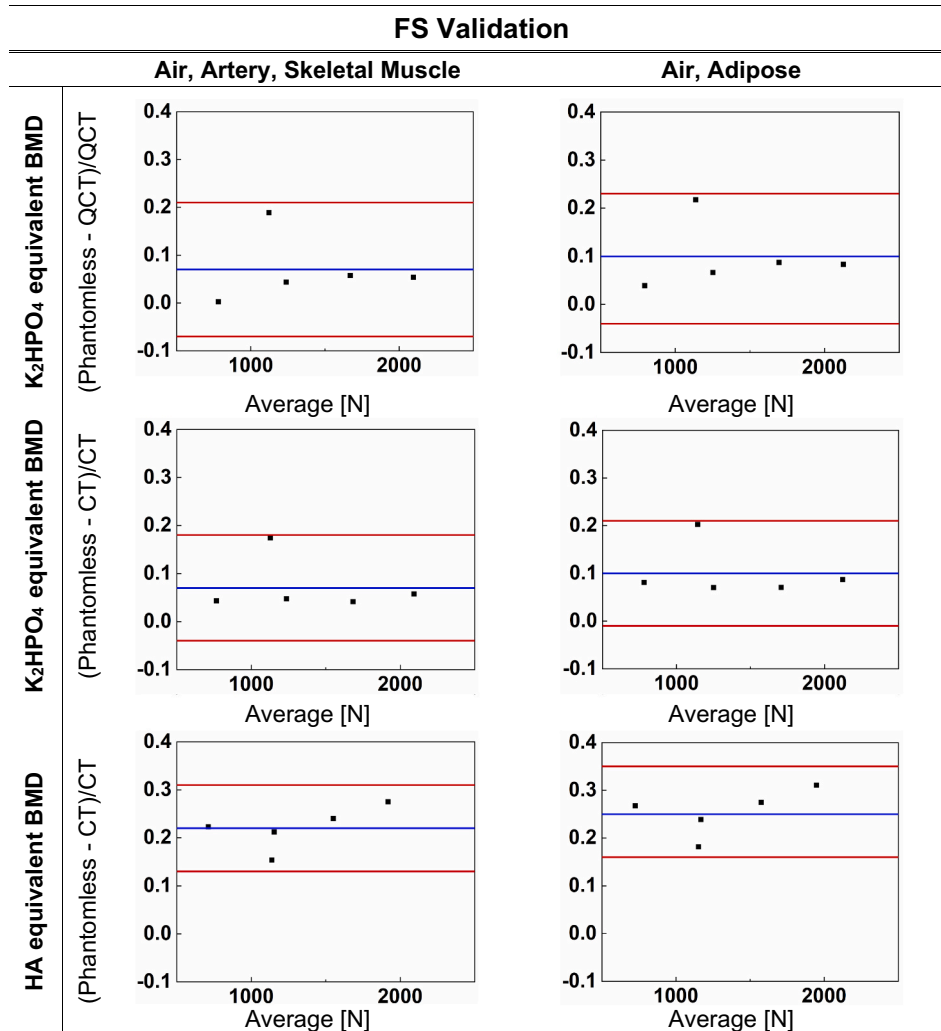 FS Validation
Air, Artery, Skeletal Muscle
Air, Adipose
K₂HPO₄ equivalent BMD
(Phantomless - QCT)/QCT
0.4
0.3
0.2
0.1
0.0
-0.1
1000 2000
Average [N]
0.4
0.3
0.2
0.1
0.0
-0.1
1000 2000
Average [N]
K₂HPO₄ equivalent BMD
(Phantomless - CT)/CT
0.4
0.3
0.2
0.1
0.0
-0.1
1000 2000
Average [N]
0.4
0.3
0.2
0.1
0.0
-0.1
1000 2000
Average [N]
HA equivalent BMD
(Phantomless - CT)/CT
0.4
0.3
0.2
0.1
0.0
-0.1
1000 2000
Average [N]
0.4
0.3
0.2
0.1
0.0
-0.1
1000 2000
Average [N]